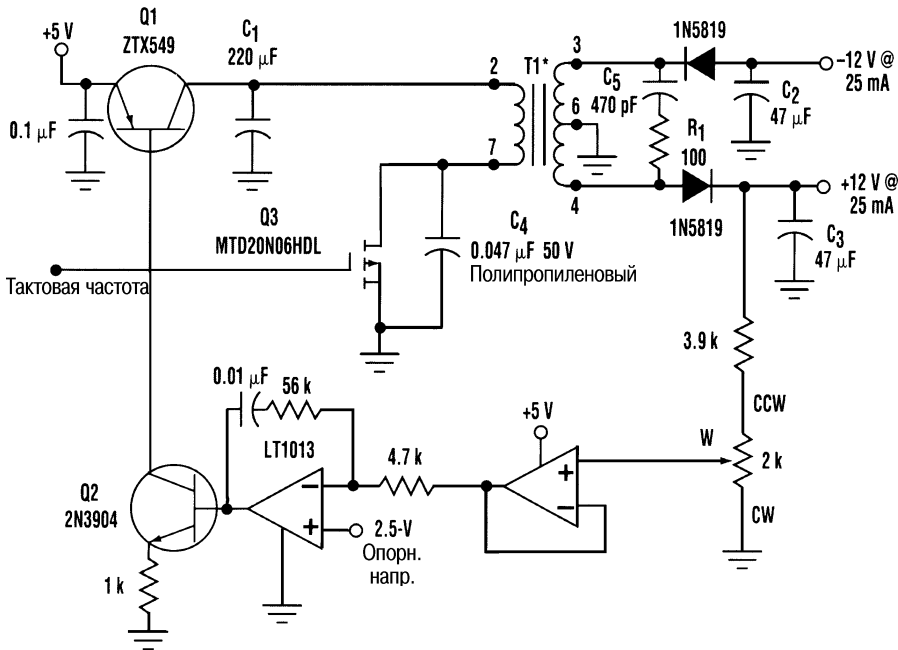 Q1
ZTX549
+5 V
C1
220 μF
0.1 μF
2
7
T1*
3
6
4
C5
470 pF
R1
100
1N5819
−12 V @
25 mA
C2
47 μF
1N5819
+12 V @
25 mA
C3
47 μF
Q3
MTD20N06HDL
C4
0.047 μF 50 V
Полипропиленовый
Тактовая частота
3.9 k
CCW
W
2 k
CW
0.01 μF
56 k
LT1013
4.7 k
+5 V
−
+
+
−
2.5-V
Опорн.
напр.
Q2
2N3904
1 k